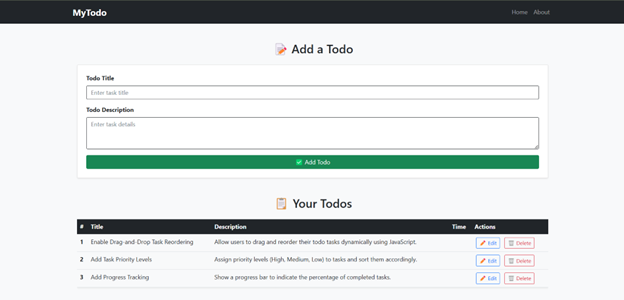 MyTodo
Home About
📝 Add a Todo
Todo Title
Enter task title
Todo Description
Enter task details
✅ Add Todo
📋 Your Todos
# Title Description Time Actions
1 Enable Drag-and-Drop Task Reordering Allow users to drag and reorder their todo tasks dynamically using JavaScript. Edit Delete
2 Add Task Priority Levels Assign priority levels (High, Medium, Low) to tasks and sort them accordingly. Edit Delete
3 Add Progress Tracking Show a progress bar to indicate the percentage of completed tasks. Edit Delete